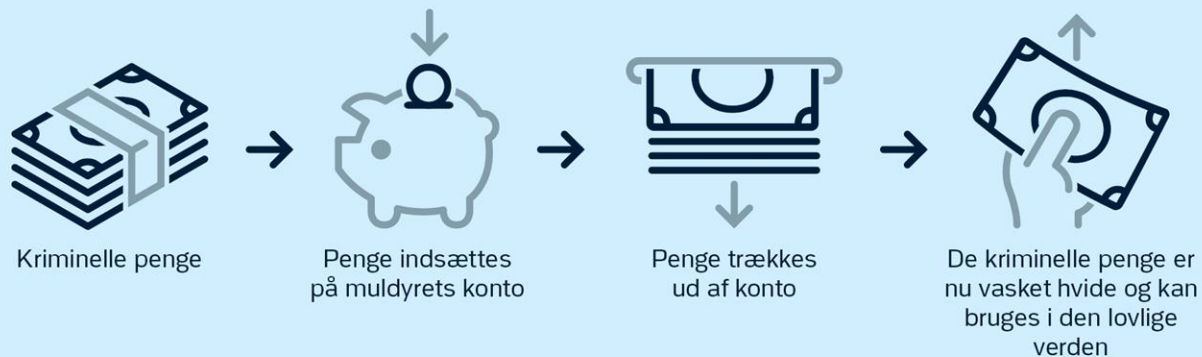 Kriminelle penge
Penge indsættes
på muldyrets konto
Penge trækkes
ud af konto
De kriminelle penge er
nu vasket hvide og kan
bruges i den lovlige
verden